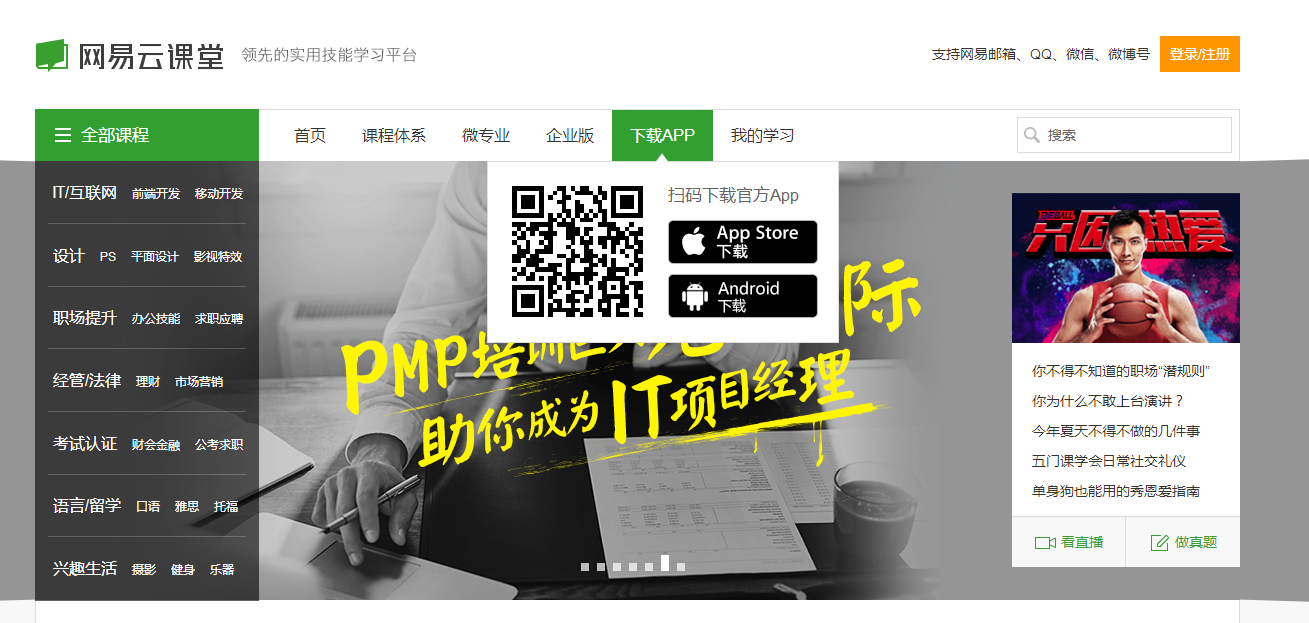 网易云课堂 领先的实用技能学习平台
支持网易邮箱、QQ、微信、微博号 登录/注册
全部课程 首页 课程体系 微专业 企业版 下载APP 我的学习 搜索
IT/互联网 前端开发 移动开发
设计 PS 平面设计 影视特效
职场提升 办公技能 求职应聘
经管/法律 理财 市场营销
考试认证 财会金融 公考求职
语言/留学 口语 雅思 托福
兴趣生活 摄影 健身 乐器
扫码下载官方App
App Store
下载
Android
下载
PMP培训
际
助你成为IT项目经理
只因热爱
你不得不知道的职场“潜规则”
你为什么不敢上台演讲？
今年夏天不得不做的几件事
五门课学会日常社交礼仪
单身狗也能用的秀恩爱指南
看直播 做真题